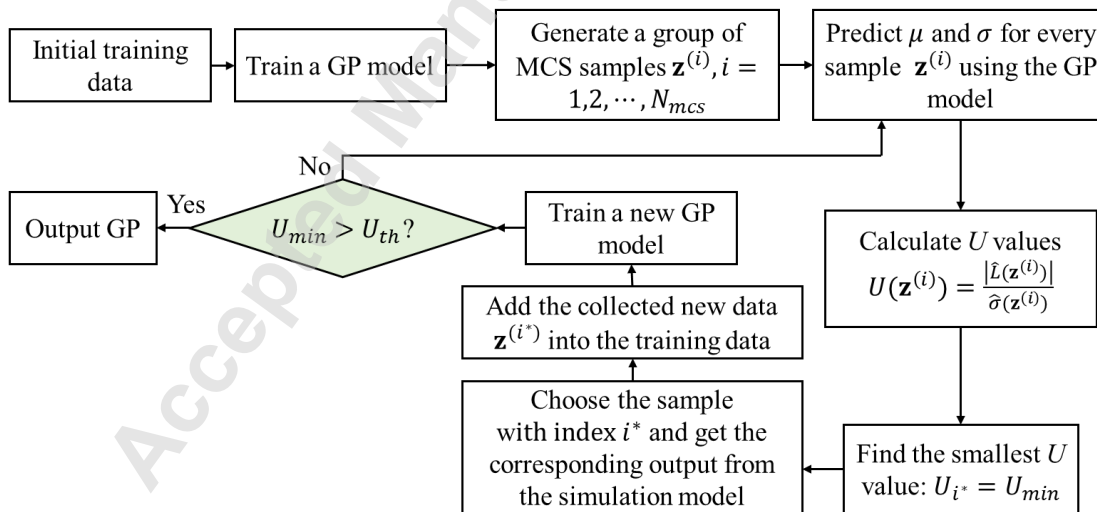 Initial training
data
Train a GP model
Generate a group of
MCS samples 𝐳⁽ⁱ⁾, i =
1,2, ⋯, N_mcs
Predict μ and σ for every
sample 𝐳⁽ⁱ⁾ using the GP
model
Calculate U values
U(𝐳⁽ⁱ⁾) = |L̂(𝐳⁽ⁱ⁾)| / σ̂(𝐳⁽ⁱ⁾)
Find the smallest U
value: U_i* = U_min
Choose the sample
with index i* and get the
corresponding output from
the simulation model
Add the collected new data
𝐳⁽ⁱ*⁾ into the training data
Train a new GP
model
U_min > U_th?
No
Yes
Output GP
Accepted Man